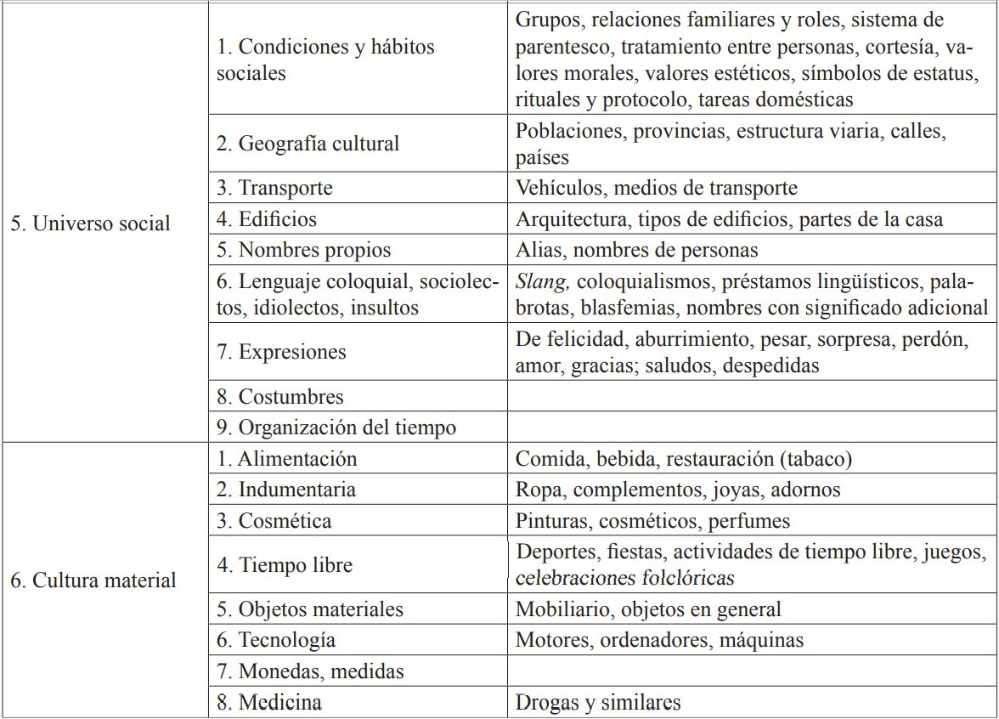 5. Universo social
1. Condiciones y hábitos
sociales
Grupos, relaciones familiares y roles, sistema de
parentesco, tratamiento entre personas, cortesía, va-
lores morales, valores estéticos, símbolos de estatus,
rituales y protocolo, tareas domésticas
2. Geografía cultural
Poblaciones, provincias, estructura viaria, calles,
países
3. Transporte
Vehículos, medios de transporte
4. Edificios
Arquitectura, tipos de edificios, partes de la casa
5. Nombres propios
Alias, nombres de personas
6. Lenguaje coloquial, sociolec-
tos, idiolectos, insultos
Slang, coloquialismos, préstamos lingüísticos, pala-
brotas, blasfemias, nombres con significado adicional
7. Expresiones
De felicidad, aburrimiento, pesar, sorpresa, perdón,
amor, gracias; saludos, despedidas
8. Costumbres
9. Organización del tiempo
6. Cultura material
1. Alimentación
Comida, bebida, restauración (tabaco)
2. Indumentaria
Ropa, complementos, joyas, adornos
3. Cosmética
Pinturas, cosméticos, perfumes
4. Tiempo libre
Deportes, fiestas, actividades de tiempo libre, juegos,
celebraciones folclóricas
5. Objetos materiales
Mobiliario, objetos en general
6. Tecnología
Motores, ordenadores, máquinas
7. Monedas, medidas
8. Medicina
Drogas y similares